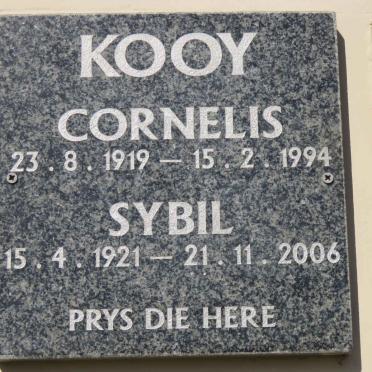 KOOY
CORNELIS
23 . 8 . 1919 — 15 . 2 . 1994
SYBIL
15 . 4 . 1921 — 21 . 11 . 2006
PRYS DIE HERE